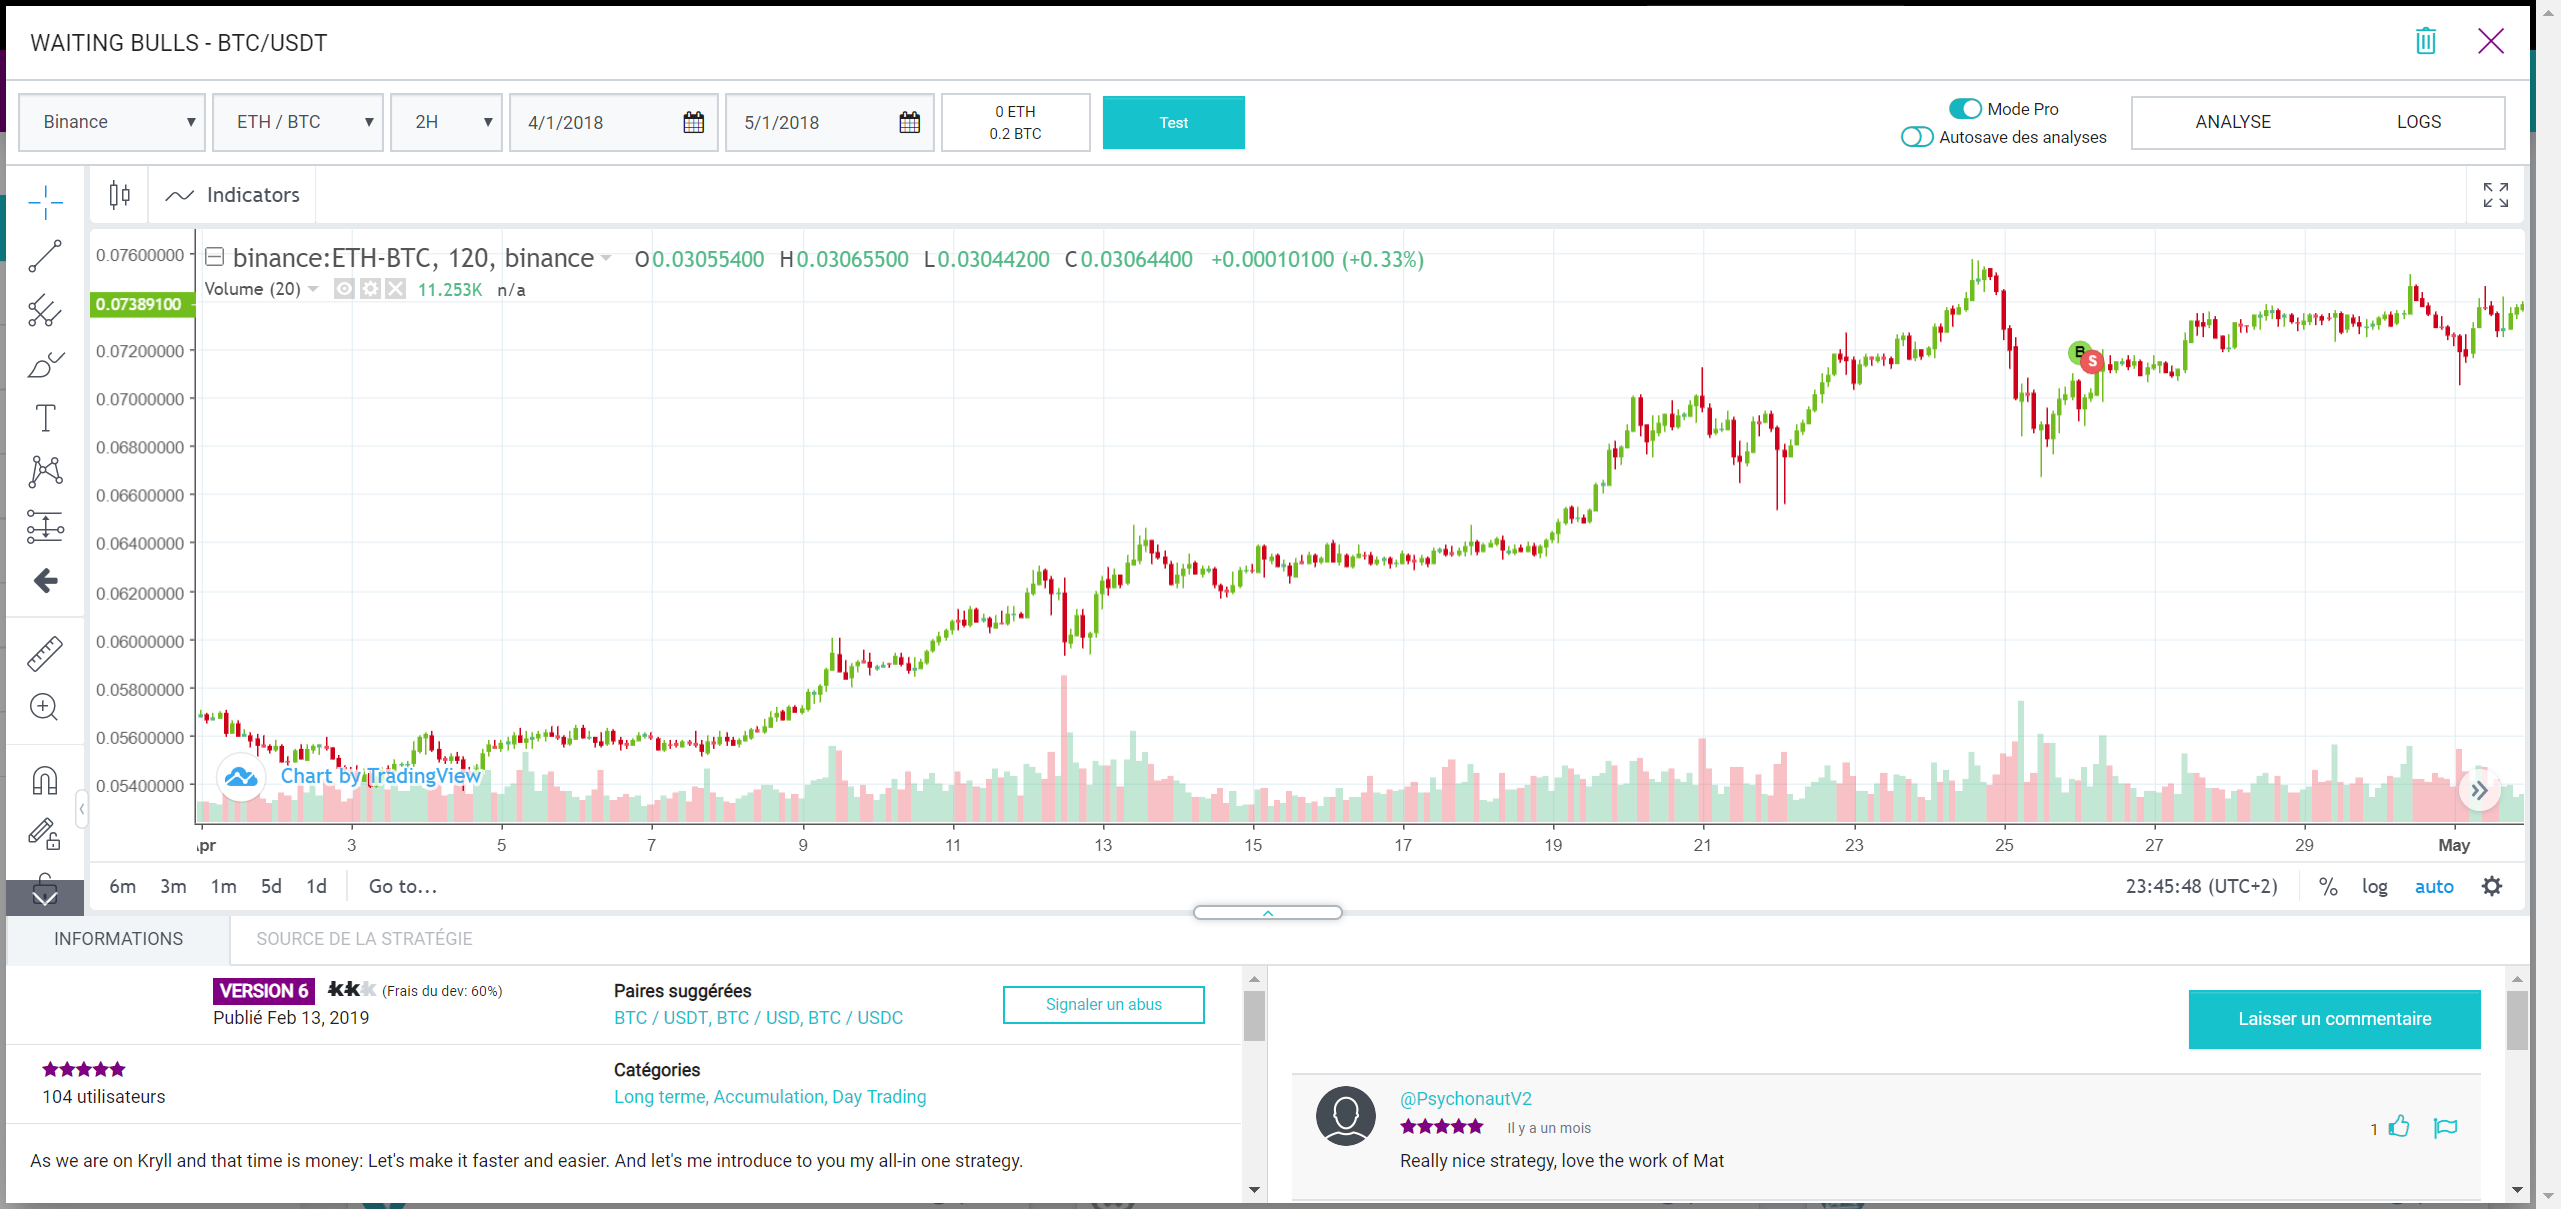 WAITING BULLS - BTC/USDT
Binance
ETH / BTC
2H
4/1/2018
5/1/2018
0 ETH
0.2 BTC
Test
Mode Pro
Autosave des analyses
ANALYSE
LOGS
Indicators
binance:ETH-BTC, 120, binance O0.03055400 H0.03065500 L0.03044200 C0.03064400 +0.00010100 (+0.33%)
Volume (20) 11.253K n/a
0.07600000
0.07389100
0.07200000
0.07000000
0.06800000
0.06600000
0.06400000
0.06200000
0.06000000
0.05800000
0.05600000
0.05400000
B
S
Chart by TradingView
3 5 7 9 11 13 15 17 19 21 23 25 27 29 May
6m 3m 1m 5d 1d Go to...
23:45:48 (UTC+2) % log auto
INFORMATIONS
SOURCE DE LA STRATÉGIE
VERSION 6 (Frais du dev: 60%)
Publié Feb 13, 2019
Paires suggérées
BTC / USDT, BTC / USD, BTC / USDC
Signaler un abus
104 utilisateurs
Catégories
Long terme, Accumulation, Day Trading
As we are on Kryll and that time is money: Let's make it faster and easier. And let's me introduce to you my all-in one strategy.
Laisser un commentaire
@PsychonautV2
Il y a un mois
1
Really nice strategy, love the work of Mat